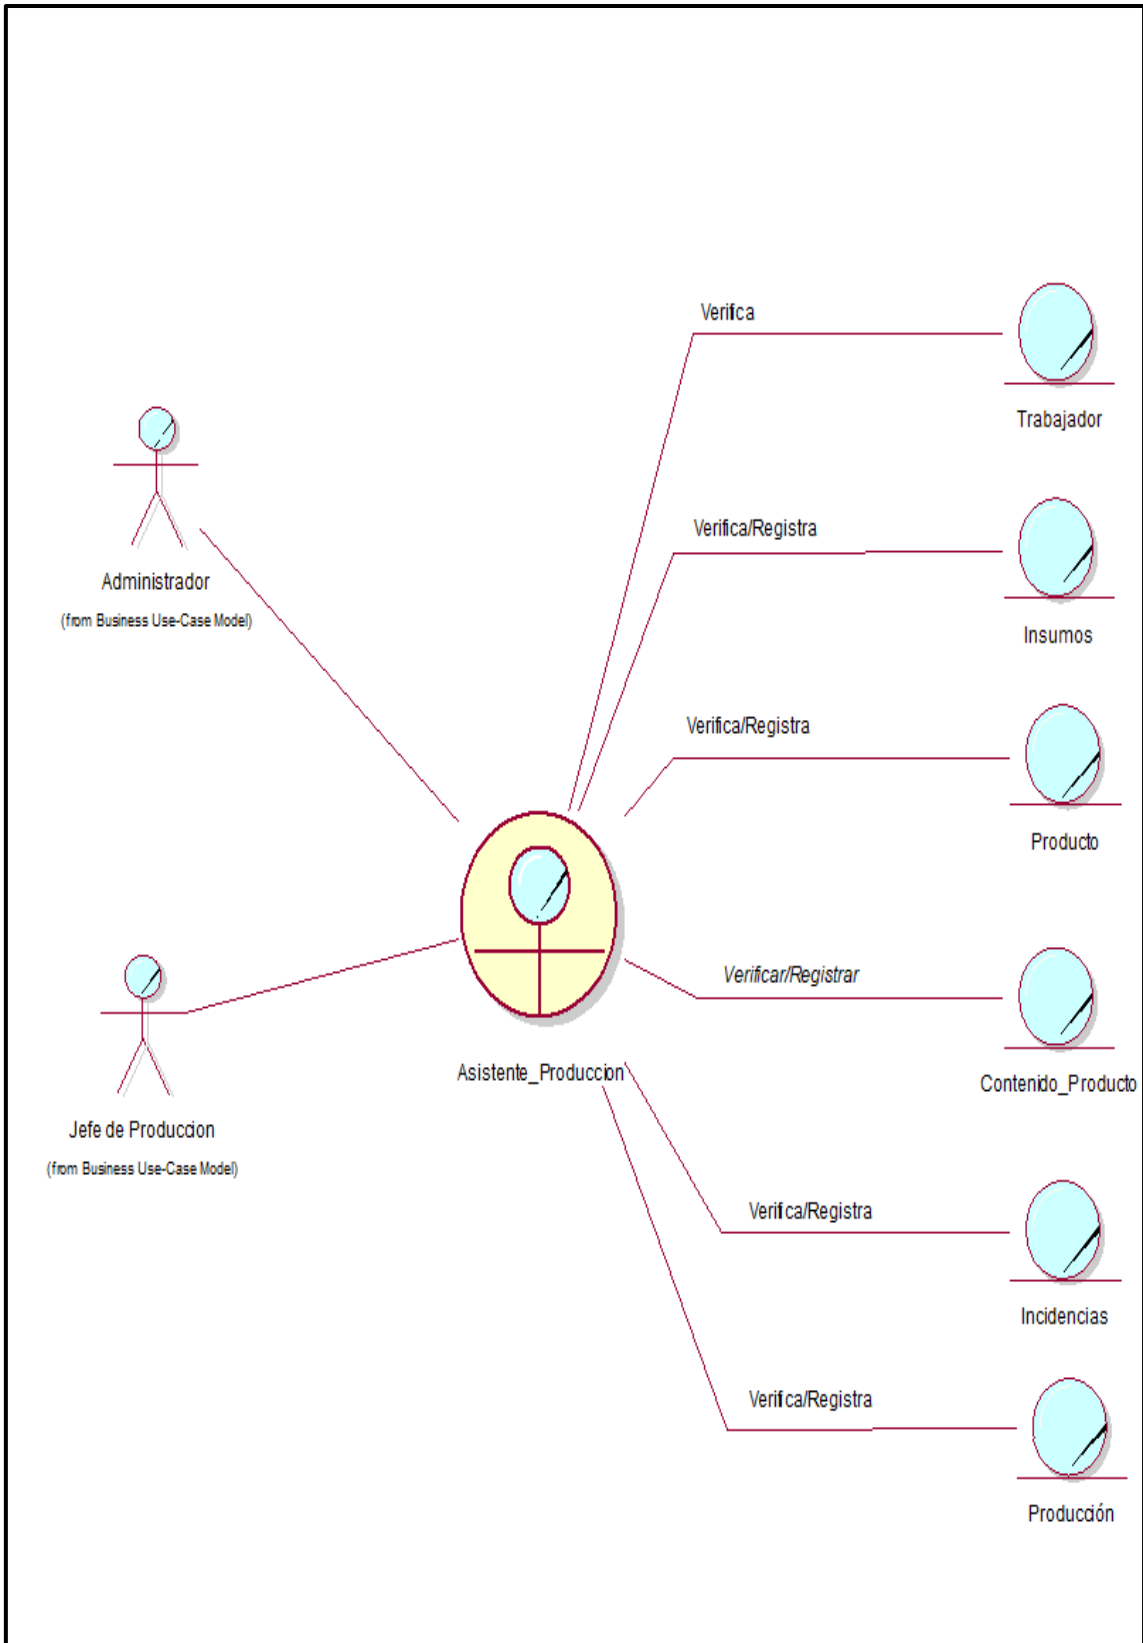 Verifica
Trabajador
Verifica/Registra
Administrador
(from Business Use-Case Model)
Insumos
Verifica/Registra
Producto
Verificar/Registrar
Asistente_Produccion
Contenido_Producto
Jefe de Produccion
(from Business Use-Case Model)
Verifica/Registra
Incidencias
Verifica/Registra
Producción